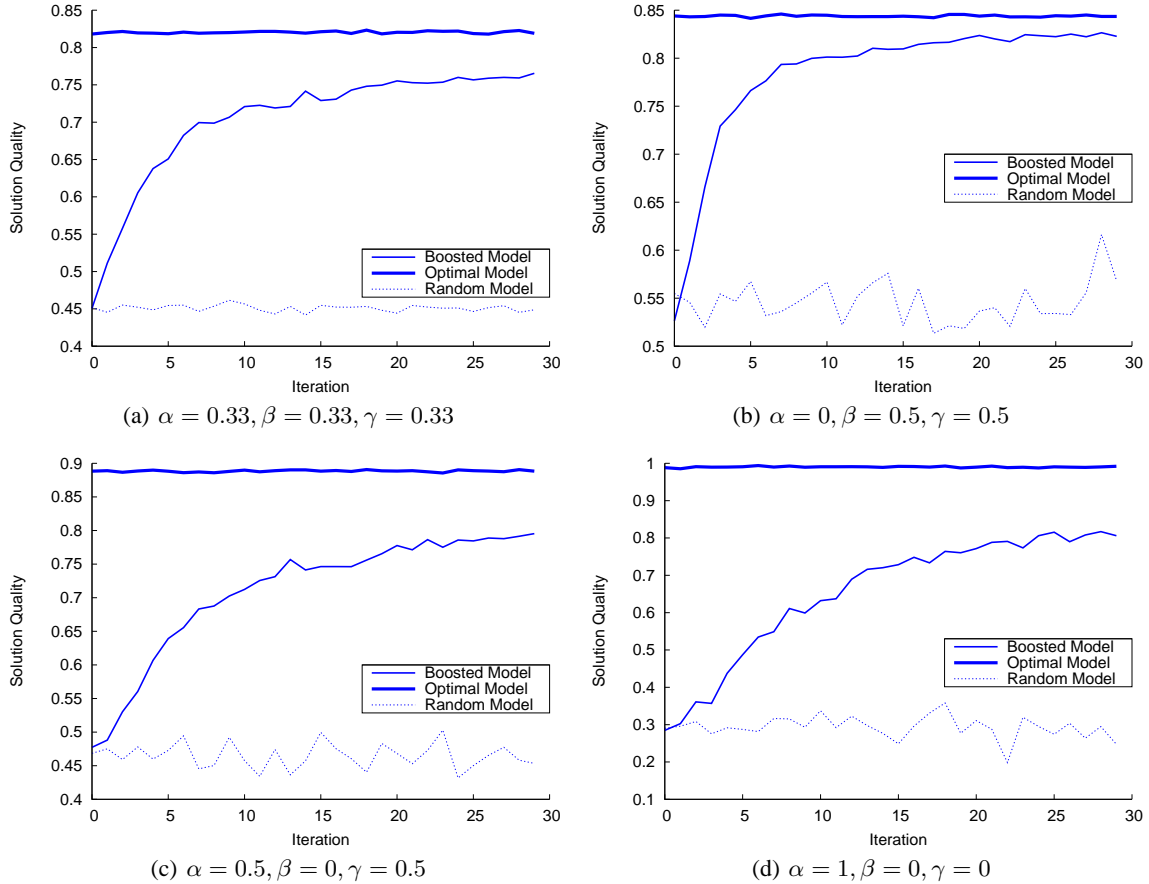 0.85
0.8
0.75
0.7
0.65
0.6
0.55
0.5
0.45
0.4
Solution Quality
0 5 10 15 20 25 30
Iteration
Boosted Model
Optimal Model
Random Model
(a) α = 0.33, β = 0.33, γ = 0.33
0.85
0.8
0.75
0.7
0.65
0.6
0.55
0.5
Solution Quality
0 5 10 15 20 25 30
Iteration
Boosted Model
Optimal Model
Random Model
(b) α = 0, β = 0.5, γ = 0.5
0.9
0.85
0.8
0.75
0.7
0.65
0.6
0.55
0.5
0.45
0.4
Solution Quality
0 5 10 15 20 25 30
Iteration
Boosted Model
Optimal Model
Random Model
(c) α = 0.5, β = 0, γ = 0.5
1
0.9
0.8
0.7
0.6
0.5
0.4
0.3
0.2
0.1
Solution Quality
0 5 10 15 20 25 30
Iteration
Boosted Model
Optimal Model
Random Model
(d) α = 1, β = 0, γ = 0